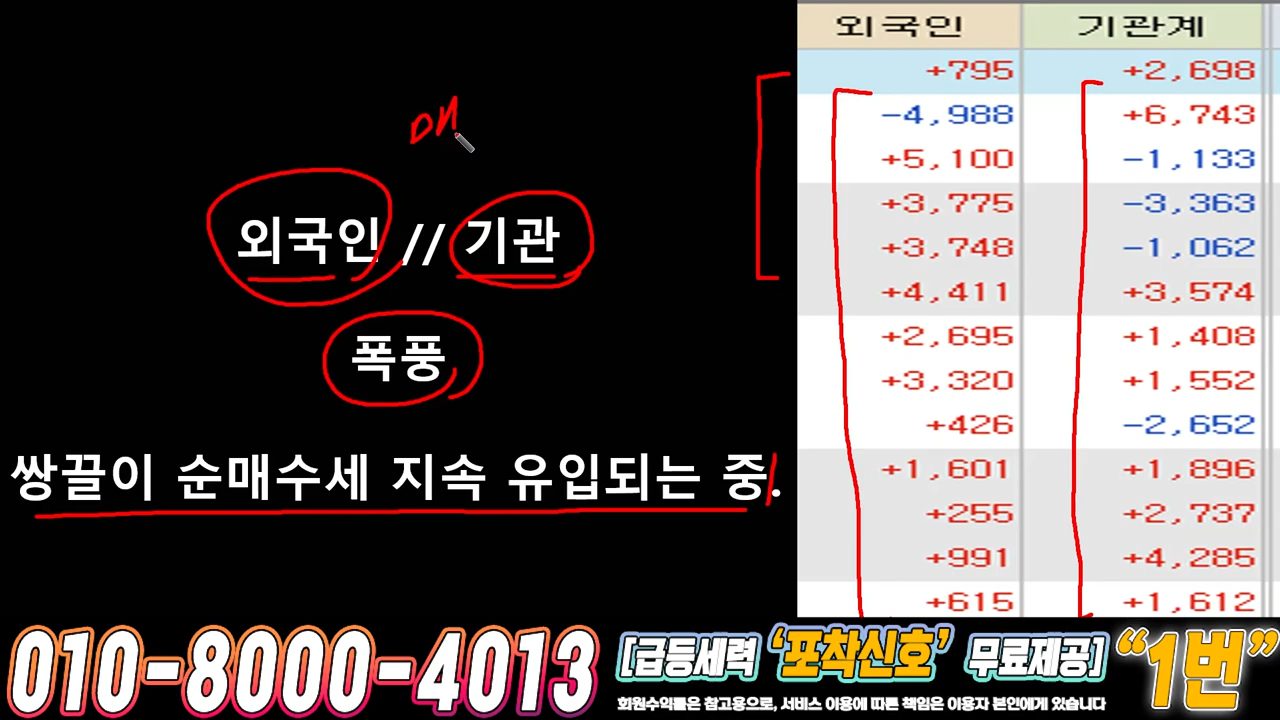 외국인 // 기관
폭풍
쌍끌이 순매수세 지속 유입되는 중.
외국인 기관계
+795 +2,698
-4,988 +6,743
+5,100 -1,133
+3,775 -3,363
+3,748 -1,062
+4,411 +3,574
+2,695 +1,408
+3,320 +1,552
+426 -2,652
+1,601 +1,896
+255 +2,737
+991 +4,285
+615 +1,612
010-8000-4013
[급등세력 '포착신호' 무료제공] "1번"
회원수익률은 참고용으로, 서비스 이용에 따른 책임은 이용자 본인에게 있습니다